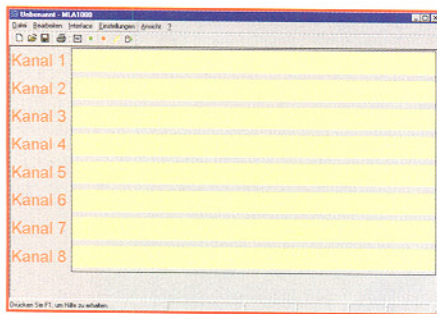 Unbenannt - MLA1000
Datei Bearbeiten Interface Einstellungen Ansicht ?
Kanal 1
Kanal 2
Kanal 3
Kanal 4
Kanal 5
Kanal 6
Kanal 7
Kanal 8
Drücken Sie F1, um Hilfe zu erhalten.